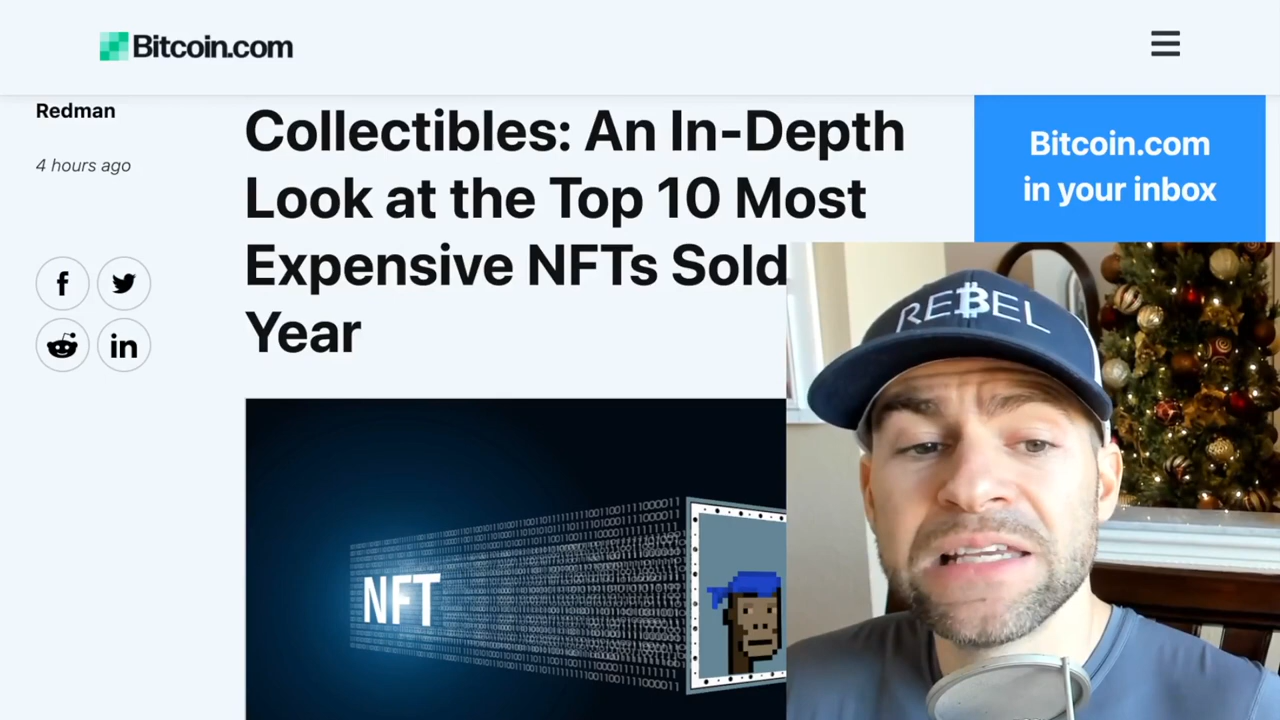 Bitcoin.com
Redman
4 hours ago
Collectibles: An In-Depth
Look at the Top 10 Most
Expensive NFTs Sold
Year
Bitcoin.com
in your inbox
REBEL
NFT